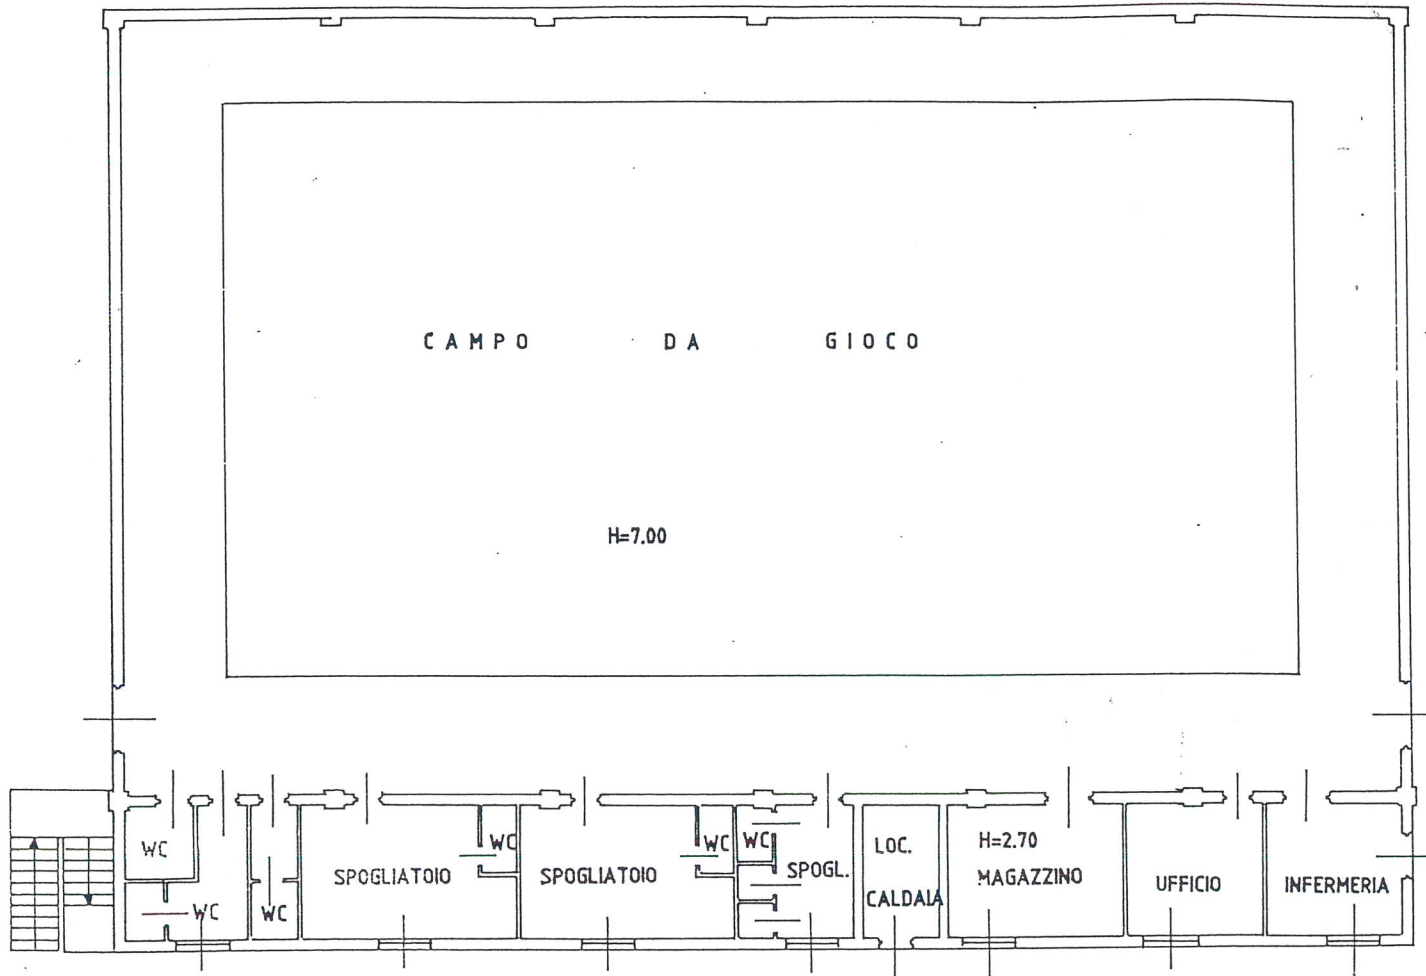 CAMPO DA GIOCO
H=7.00
WC
WC
WC
SPOGLIATOIO
WC
SPOGLIATOIO
WC
WC
SPOGL.
LOC.
CALDAIA
H=2.70
MAGAZZINO
UFFICIO
INFERMERIA